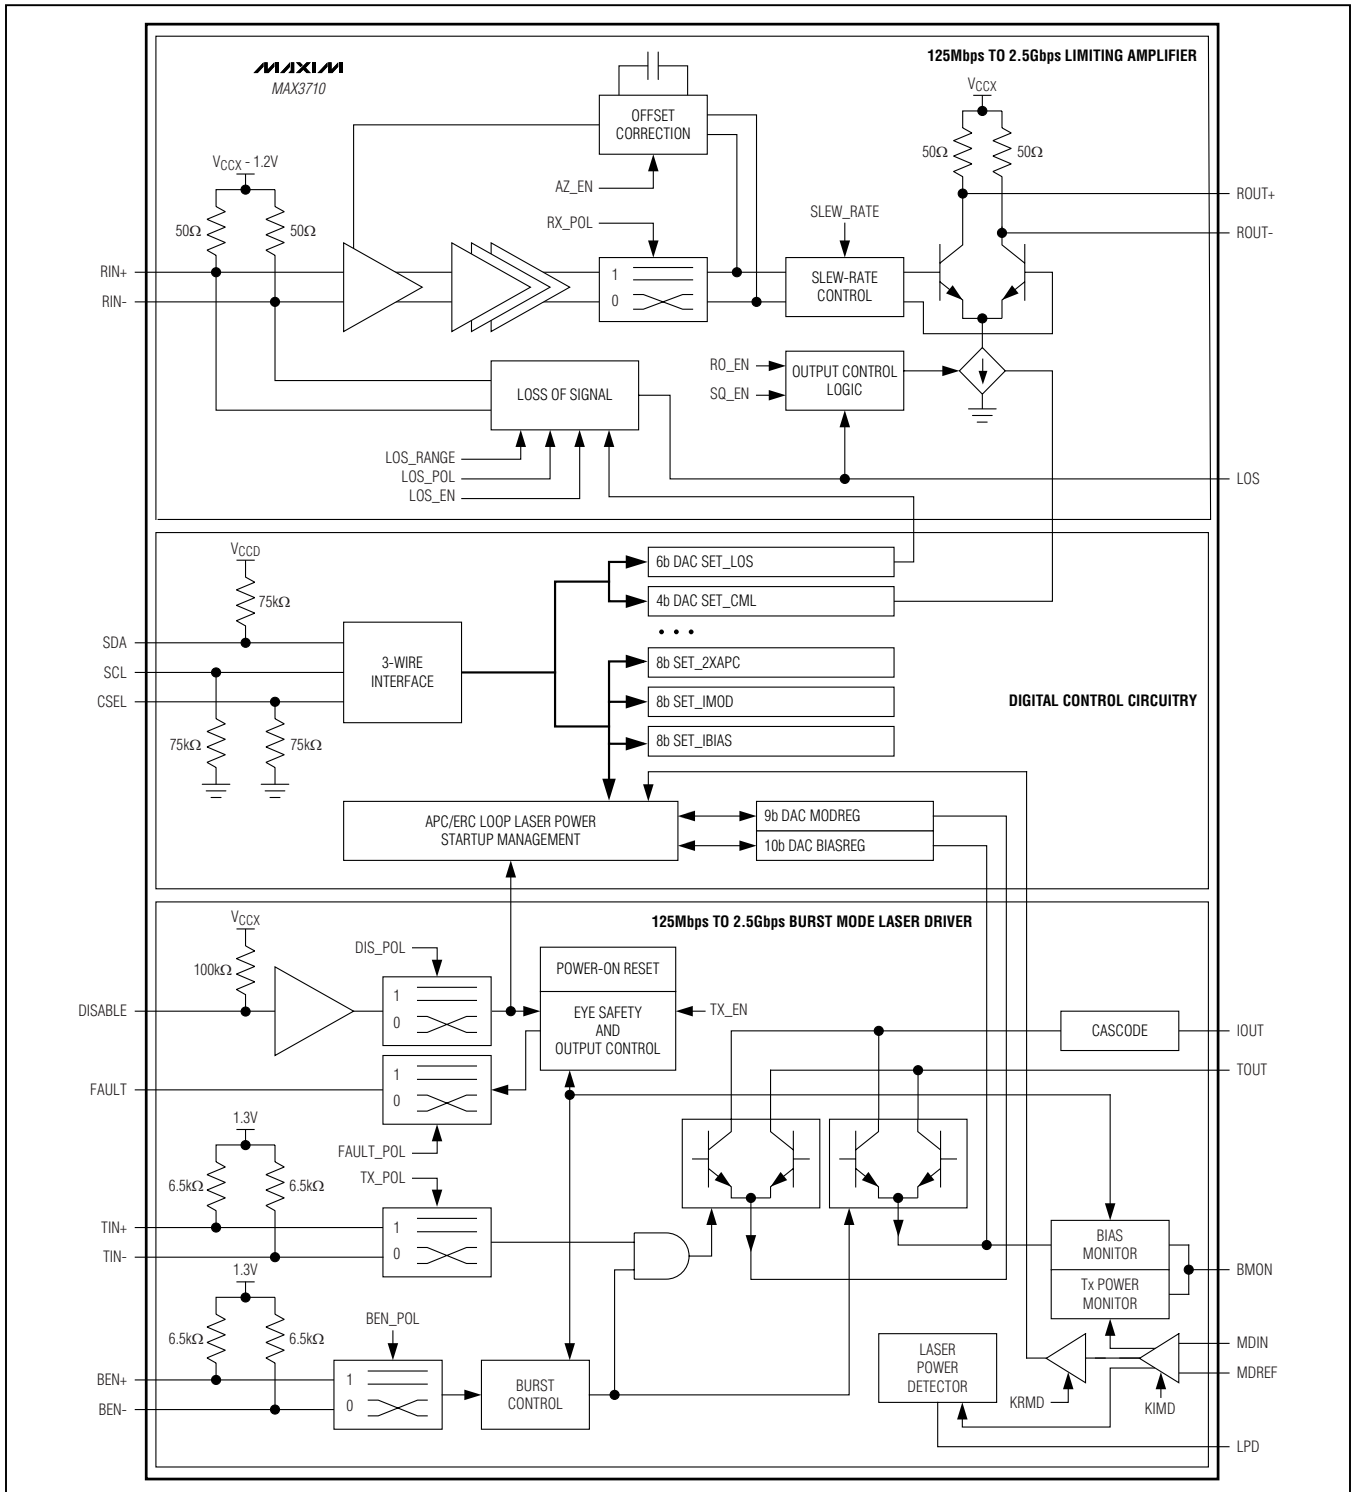 125Mbps TO 2.5Gbps LIMITING AMPLIFIER
MAXIM
MAX3710
VCCX
OFFSET
CORRECTION
50Ω
50Ω
VCCX - 1.2V
AZ_EN
ROUT+
SLEW_RATE
RX_POL
50Ω
50Ω
ROUT-
RIN+
1
SLEW-RATE
CONTROL
RIN-
0
RO_EN
OUTPUT CONTROL
LOGIC
SQ_EN
LOSS OF SIGNAL
LOS_RANGE
LOS_POL
LOS_EN
LOS
VCCD
6b DAC SET_LOS
75kΩ
4b DAC SET_CML
• • •
SDA
3-WIRE
INTERFACE
8b SET_2XAPC
SCL
CSEL
8b SET_IMOD
DIGITAL CONTROL CIRCUITRY
75kΩ
75kΩ
8b SET_IBIAS
APC/ERC LOOP LASER POWER
STARTUP MANAGEMENT
9b DAC MODREG
10b DAC BIASREG
VCCX
125Mbps TO 2.5Gbps BURST MODE LASER DRIVER
DIS_POL
100kΩ
POWER-ON RESET
1
DISABLE
0
EYE SAFETY
AND
OUTPUT CONTROL
TX_EN
CASCODE
IOUT
TOUT
FAULT
1
0
1.3V
FAULT_POL
TX_POL
6.5kΩ
6.5kΩ
TIN+
1
TIN-
0
BIAS
MONITOR
BMON
Tx POWER
MONITOR
1.3V
BEN_POL
6.5kΩ
6.5kΩ
LASER
POWER
DETECTOR
MDIN
MDREF
BEN+
1
BURST
CONTROL
BEN-
0
KRMD
KIMD
LPD